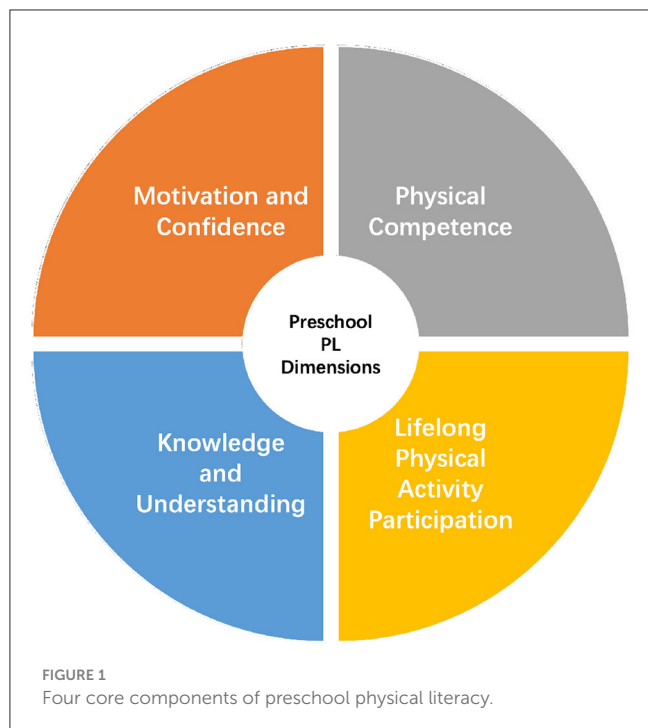 Motivation and
Confidence
Physical
Competence
Preschool
PL
Dimensions
Knowledge
and
Understanding
Lifelong
Physical
Activity
Participation
FIGURE 1
Four core components of preschool physical literacy.